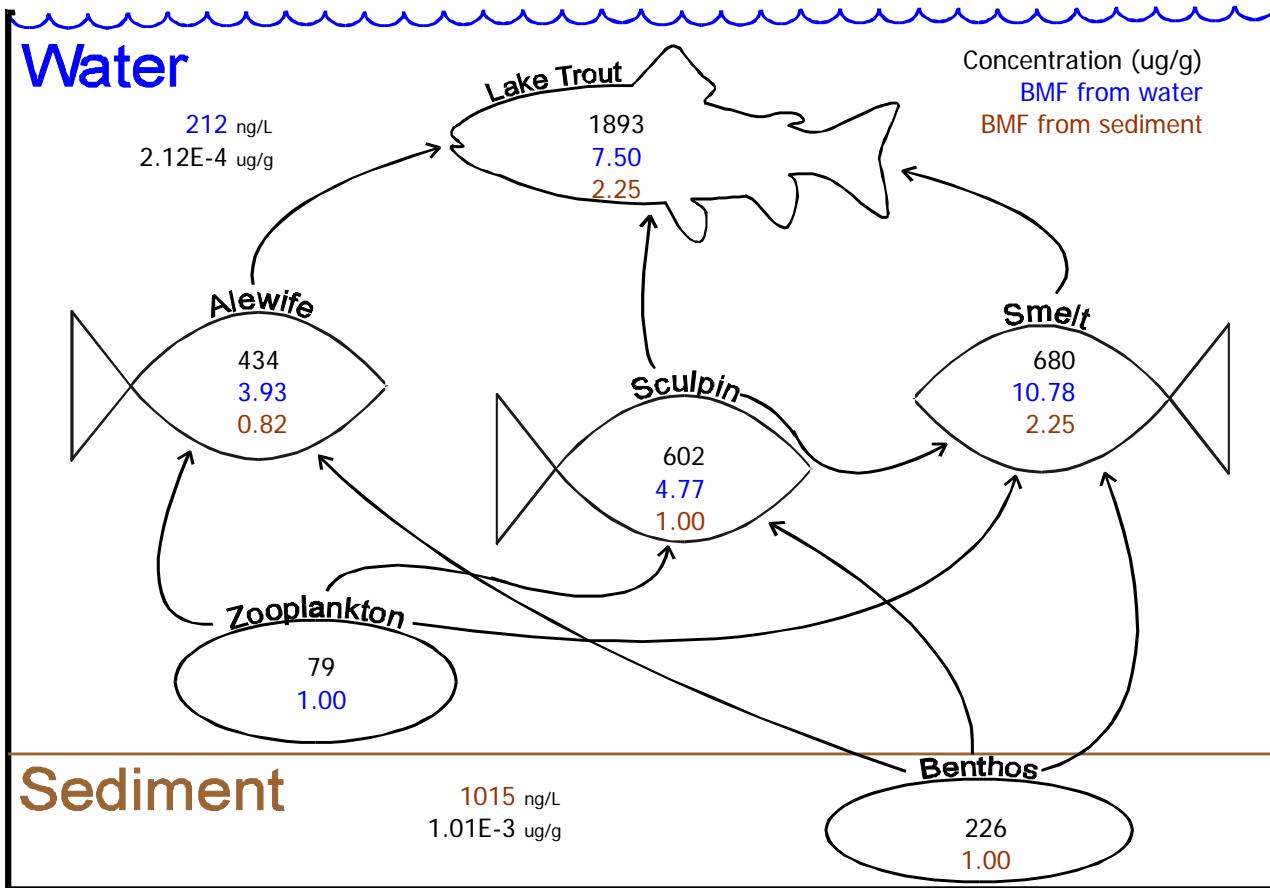 Water
212 ng/L
2.12E-4 ug/g
Concentration (ug/g)
BMF from water
BMF from sediment
Lake Trout
1893
7.50
2.25
Alewife
434
3.93
0.82
Sculpin
602
4.77
1.00
Smelt
680
10.78
2.25
Zooplankton
79
1.00
Sediment
1015 ng/L
1.01E-3 ug/g
Benthos
226
1.00